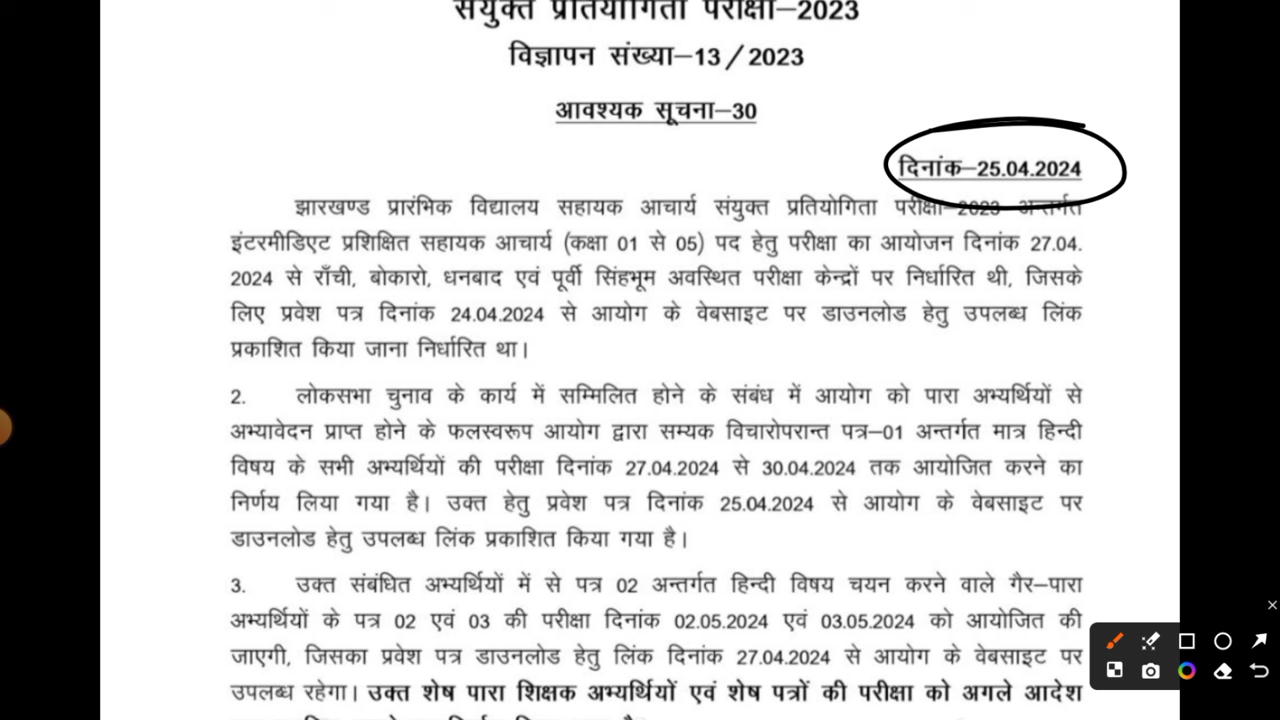 संयुक्त प्रतियोगिता परीक्षा–2023
विज्ञापन संख्या–13/2023
आवश्यक सूचना–30
दिनांक–25.04.2024
झारखण्ड प्रारंभिक विद्यालय सहायक आचार्य संयुक्त प्रतियोगिता परीक्षा–2023 अन्तर्गत
इंटरमीडिएट प्रशिक्षित सहायक आचार्य (कक्षा 01 से 05) पद हेतु परीक्षा का आयोजन दिनांक 27.04.
2024 से राँची, बोकारो, धनबाद एवं पूर्वी सिंहभूम अवस्थित परीक्षा केन्द्रों पर निर्धारित थी, जिसके
लिए प्रवेश पत्र दिनांक 24.04.2024 से आयोग के वेबसाइट पर डाउनलोड हेतु उपलब्ध लिंक
प्रकाशित किया जाना निर्धारित था।
2. लोकसभा चुनाव के कार्य में सम्मिलित होने के संबंध में आयोग को पारा अभ्यर्थियों से
अभ्यावेदन प्राप्त होने के फलस्वरूप आयोग द्वारा सम्यक विचारोपरान्त पत्र–01 अन्तर्गत मात्र हिन्दी
विषय के सभी अभ्यर्थियों की परीक्षा दिनांक 27.04.2024 से 30.04.2024 तक आयोजित करने का
निर्णय लिया गया है। उक्त हेतु प्रवेश पत्र दिनांक 25.04.2024 से आयोग के वेबसाइट पर
डाउनलोड हेतु उपलब्ध लिंक प्रकाशित किया गया है।
3. उक्त संबंधित अभ्यर्थियों में से पत्र 02 अन्तर्गत हिन्दी विषय चयन करने वाले गैर–पारा
अभ्यर्थियों के पत्र 02 एवं 03 की परीक्षा दिनांक 02.05.2024 एवं 03.05.2024 को आयोजित की
जाएगी, जिसका प्रवेश पत्र डाउनलोड हेतु लिंक दिनांक 27.04.2024 से आयोग के वेबसाइट पर
उपलब्ध रहेगा। उक्त शेष पारा शिक्षक अभ्यर्थियों एवं शेष पत्रों की परीक्षा को अगले आदेश